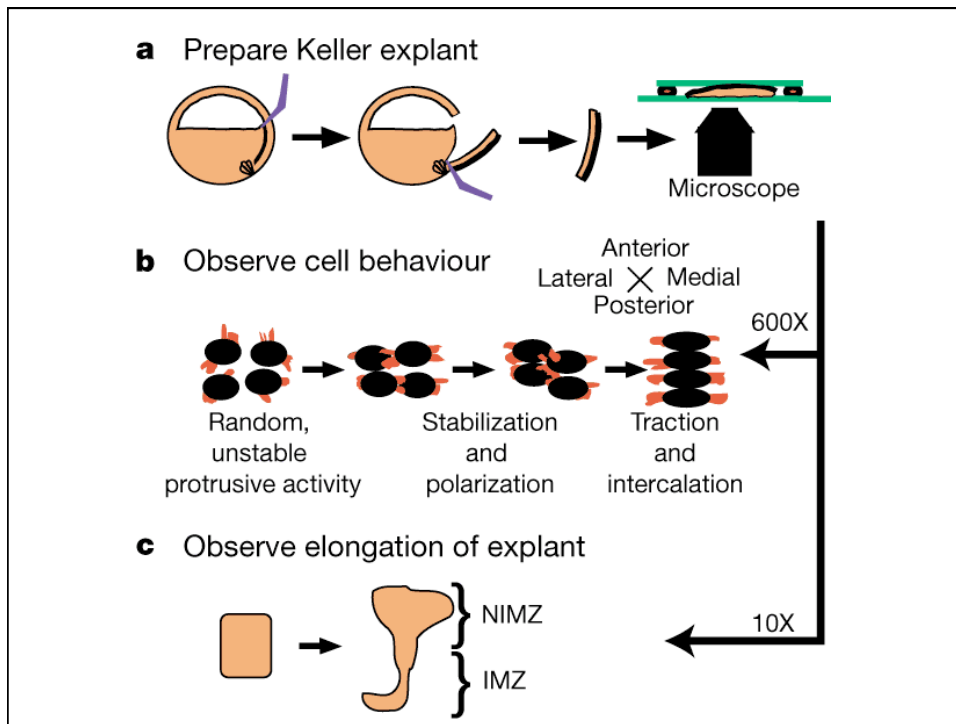 a Prepare Keller explant
Microscope
b Observe cell behaviour
Anterior
Lateral Medial
Posterior
600X
Random,
unstable
protrusive activity
Stabilization
and
polarization
Traction
and
intercalation
c Observe elongation of explant
NIMZ
10X
IMZ